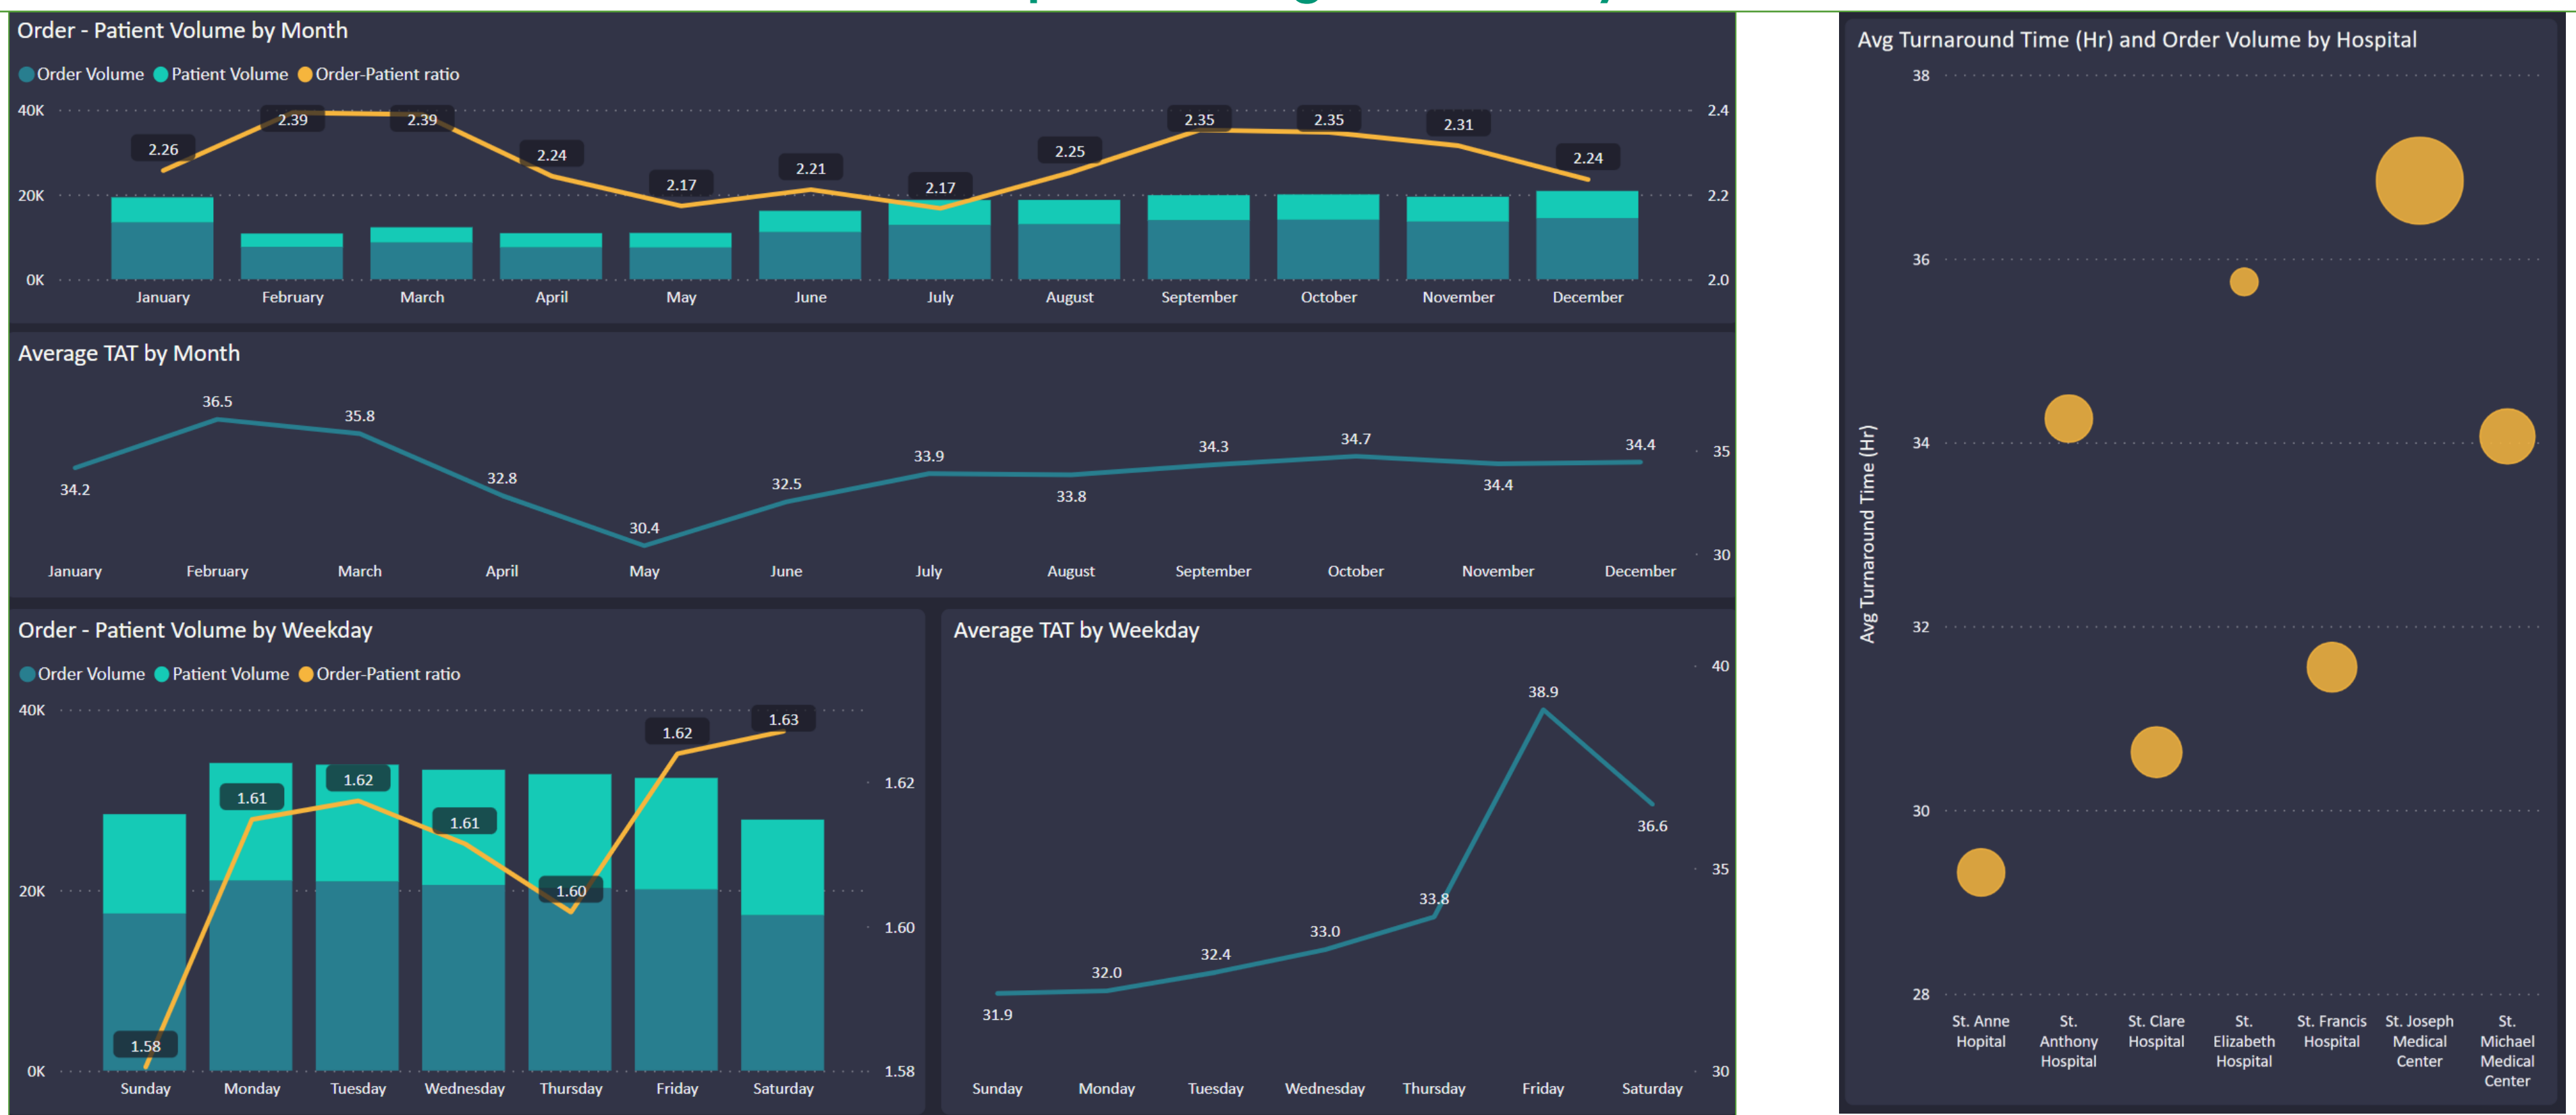 Order - Patient Volume by Month
Order Volume Patient Volume Order-Patient ratio
40K
20K
0K
2.4
2.2
2.0
2.26
2.39
2.39
2.24
2.17
2.21
2.17
2.25
2.35
2.35
2.31
2.24
January February March April May June July August September October November December
Average TAT by Month
34.2
36.5
35.8
32.8
30.4
32.5
33.9
33.8
34.3
34.7
34.4
34.4
35
30
January February March April May June July August September October November December
Order - Patient Volume by Weekday
Order Volume Patient Volume Order-Patient ratio
40K
20K
0K
1.62
1.60
1.58
1.58
1.61
1.62
1.61
1.60
1.62
1.63
Sunday Monday Tuesday Wednesday Thursday Friday Saturday
Average TAT by Weekday
40
35
30
31.9
32.0
32.4
33.0
33.8
38.9
36.6
Sunday Monday Tuesday Wednesday Thursday Friday Saturday
Avg Turnaround Time (Hr) and Order Volume by Hospital
Avg Turnaround Time (Hr)
38
36
34
32
30
28
St. Anne
Hopital
St.
Anthony
Hospital
St. Clare
Hospital
St.
Elizabeth
Hospital
St. Francis
Hospital
St. Joseph
Medical
Center
St.
Michael
Medical
Center